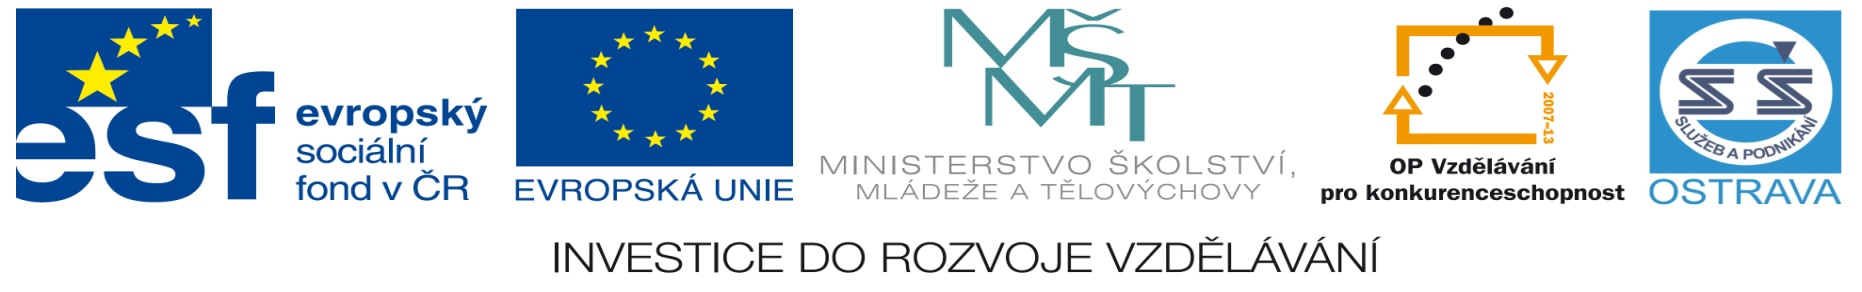 esf
evropský
sociální
fond v ČR
EVROPSKÁ UNIE
MŠMT
MINISTERSTVO ŠKOLSTVÍ,
MLÁDEŽE A TĚLOVÝCHOVY
2007-13
OP Vzdělávání
pro konkurenceschopnost
SŠ
SLUŽEB A PODNIKÁNÍ
OSTRAVA
INVESTICE DO ROZVOJE VZDĚLÁVÁNÍ